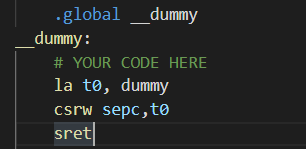 .global __dummy
__dummy:
# YOUR CODE HERE
la t0, dummy
csrw sepc,t0
sret